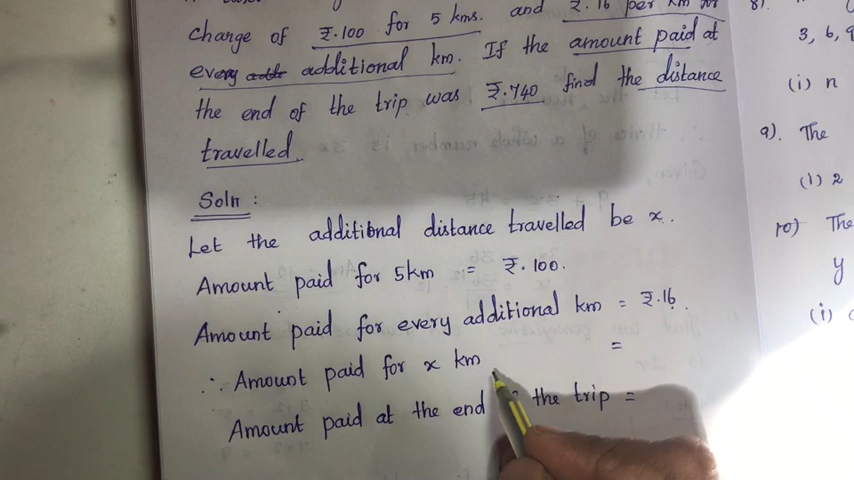 change of ₹.100 for 5 kms. and ₹.16 per km for
every additional km. If the amount paid at
the end of the trip was ₹.740 find the distance
travelled.
Soln :
Let the additional distance travelled be x.
Amount paid for 5km = ₹.100.
Amount paid for every additional km = ₹.16.
∴ Amount paid for x km =
Amount paid at the end the trip =
8).
3, 6, 9
(i) n
9). The
(i) 2
10) The
y
(i)